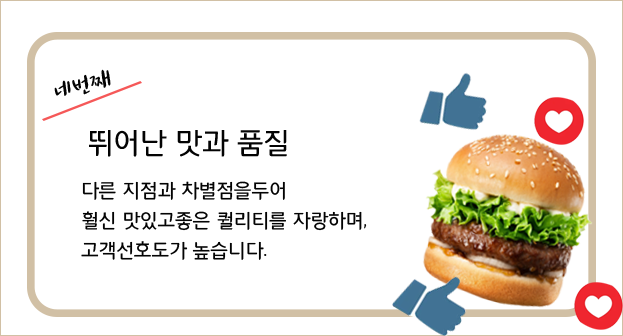 네번째
뛰어난 맛과 품질
다른 지점과 차별점을두어
훨신 맛있고좋은 퀄리티를 자랑하며,
고객선호도가 높습니다.